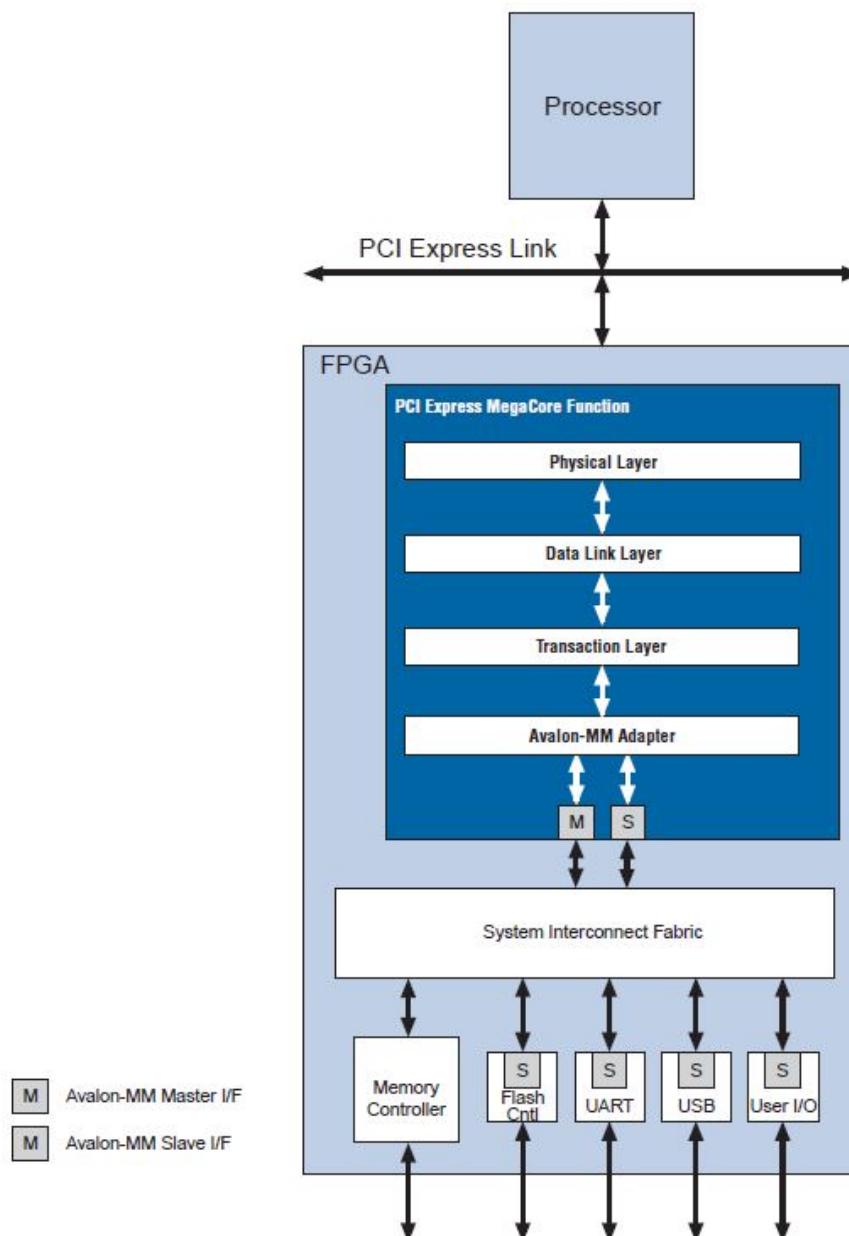 Processor
PCI Express Link
FPGA
PCI Express MegaCore Function
Physical Layer
Data Link Layer
Transaction Layer
Avalon-MM Adapter
M S
System Interconnect Fabric
Memory
Controller
S
Flash
Cntl
S
UART
S
USB
S
User I/O
M Avalon-MM Master I/F
M Avalon-MM Slave I/F